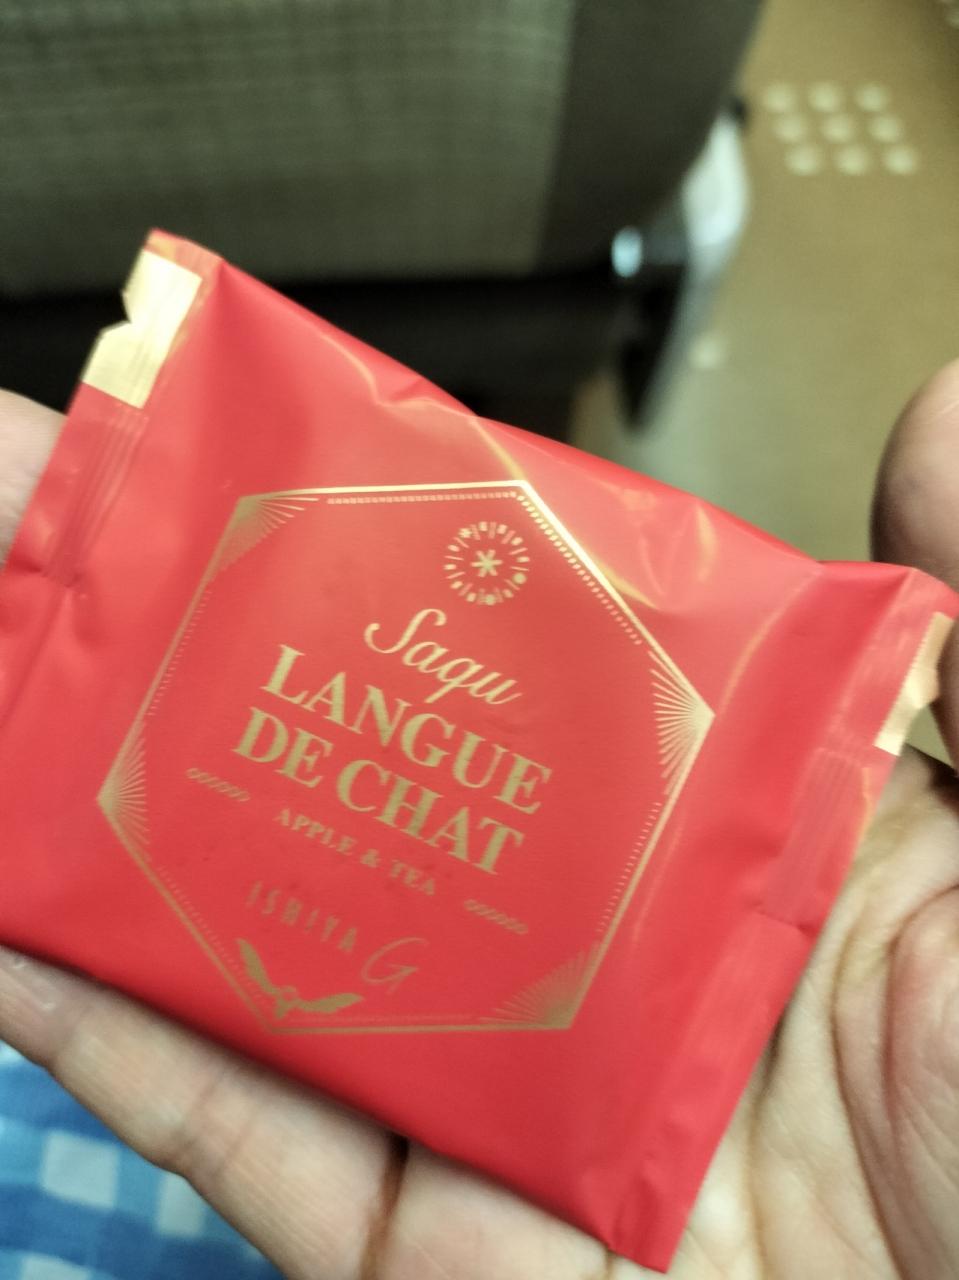 Saqu
LANGUE
DE CHAT
APPLE & TEA
ISHIYA G